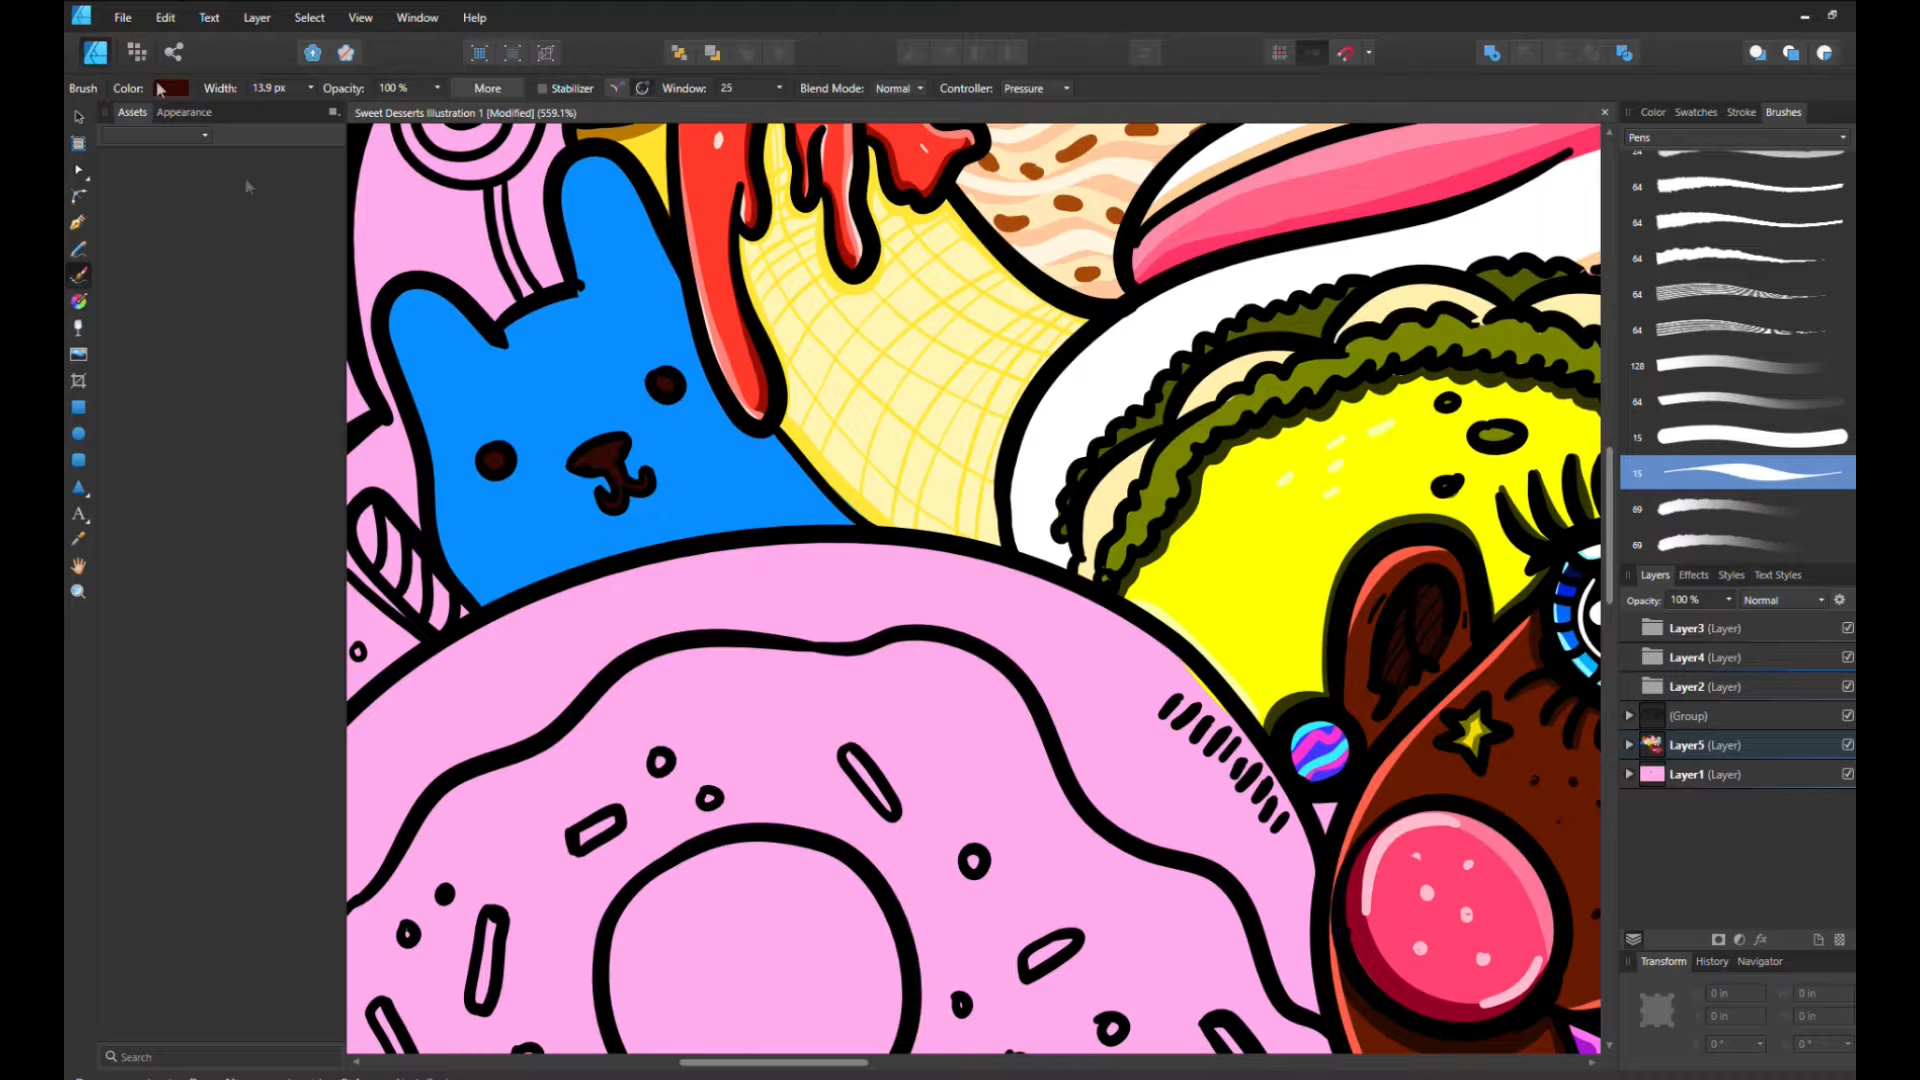 File Edit Text Layer Select View Window Help
Brush Color: Width: 13.9 px Opacity: 100 % More Stabilizer Window: 25 Blend Mode: Normal Controller: Pressure
Assets Appearance
Sweet Desserts Illustration 1 [Modified] (559.1%)
Color Swatches Stroke Brushes
Pens
24
64
64
64
64
64
128
64
15
15
69
69
Layers Effects Styles Text Styles
Opacity: 100 % Normal
Layer3 (Layer)
Layer4 (Layer)
Layer2 (Layer)
(Group)
Layer5 (Layer)
Layer1 (Layer)
Transform History Navigator
0 in 0 in
0 in 0 in
0 ° 0 °
Search